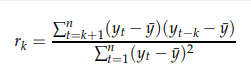 r_k = \frac{\sum_{t=k+1}^{n}(y_t - \bar{y})(y_{t-k} - \bar{y})}{\sum_{t=1}^{n}(y_t - \bar{y})^2}